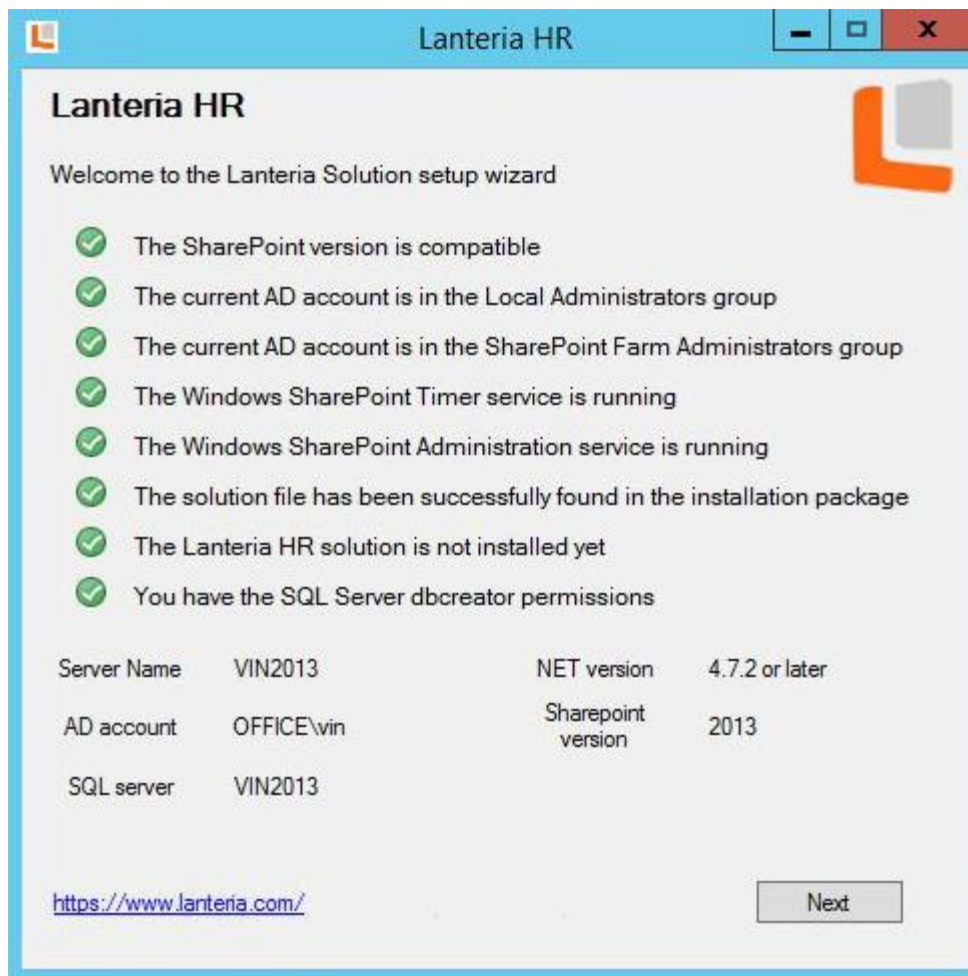 Lanteria HR
Lanteria HR
Welcome to the Lanteria Solution setup wizard
The SharePoint version is compatible
The current AD account is in the Local Administrators group
The current AD account is in the SharePoint Farm Administrators group
The Windows SharePoint Timer service is running
The Windows SharePoint Administration service is running
The solution file has been successfully found in the installation package
The Lanteria HR solution is not installed yet
You have the SQL Server dbcreator permissions
Server Name VIN2013 NET version 4.7.2 or later
AD account OFFICE\vin Sharepoint version 2013
SQL server VIN2013
https://www.lanteria.com/ Next